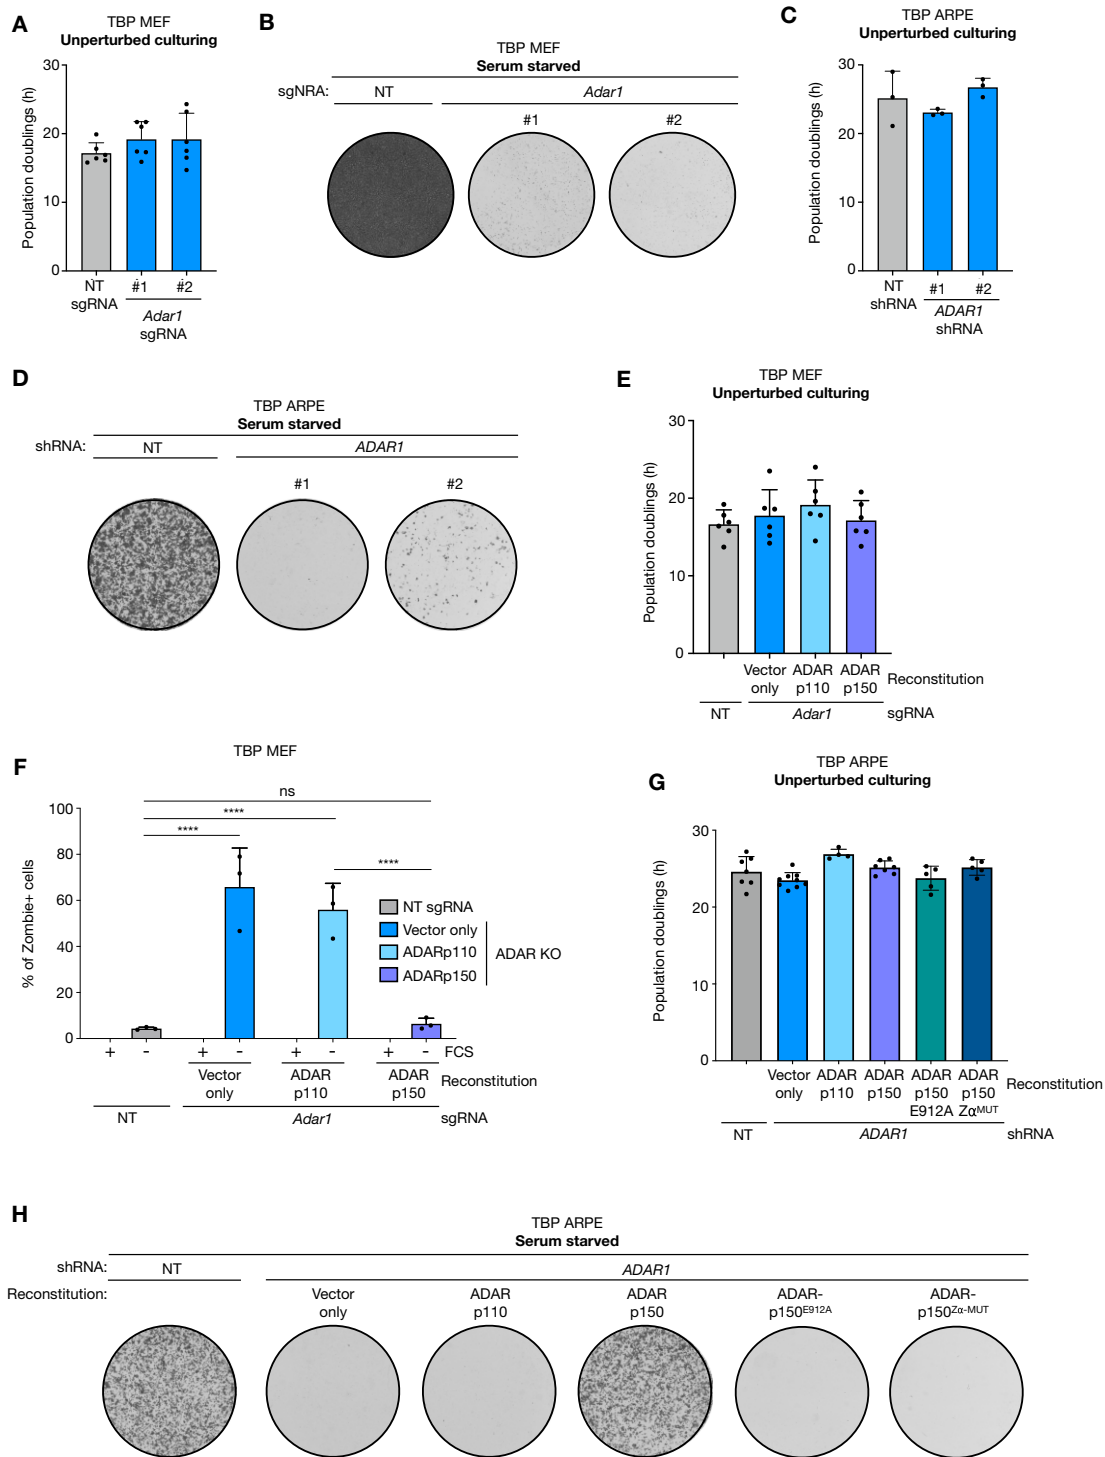 A
TBP MEF
Unperturbed culturing
Population doublings (h)
30
20
10
0
NT
sgRNA
#1
#2
Adar1
sgRNA
B
TBP MEF
Serum starved
sgNRA:
NT
Adar1
#1
#2
C
TBP ARPE
Unperturbed culturing
Population doublings (h)
30
20
10
0
NT
shRNA
#1
#2
ADAR1
shRNA
D
TBP ARPE
Serum starved
shRNA:
NT
ADAR1
#1
#2
E
TBP MEF
Unperturbed culturing
Population doublings (h)
30
20
10
0
Vector only
ADAR p110
ADAR p150
Reconstitution
NT
Adar1
sgRNA
F
TBP MEF
% of Zombie+ cells
100
80
60
40
20
0
ns
****
****
****
NT sgRNA
Vector only
ADARp110
ADARp150
ADAR KO
+ - + - + - + - FCS
Vector only
ADAR p110
ADAR p150
Reconstitution
NT
Adar1
sgRNA
G
TBP ARPE
Unperturbed culturing
Population doublings (h)
30
20
10
0
Vector only
ADAR p110
ADAR p150
ADAR p150 E912A
ADAR p150 Zα^MUT
Reconstitution
NT
ADAR1
shRNA
H
TBP ARPE
Serum starved
shRNA:
NT
ADAR1
Reconstitution:
Vector only
ADAR p110
ADAR p150
ADAR-p150^E912A
ADAR-p150^Zα-MUT